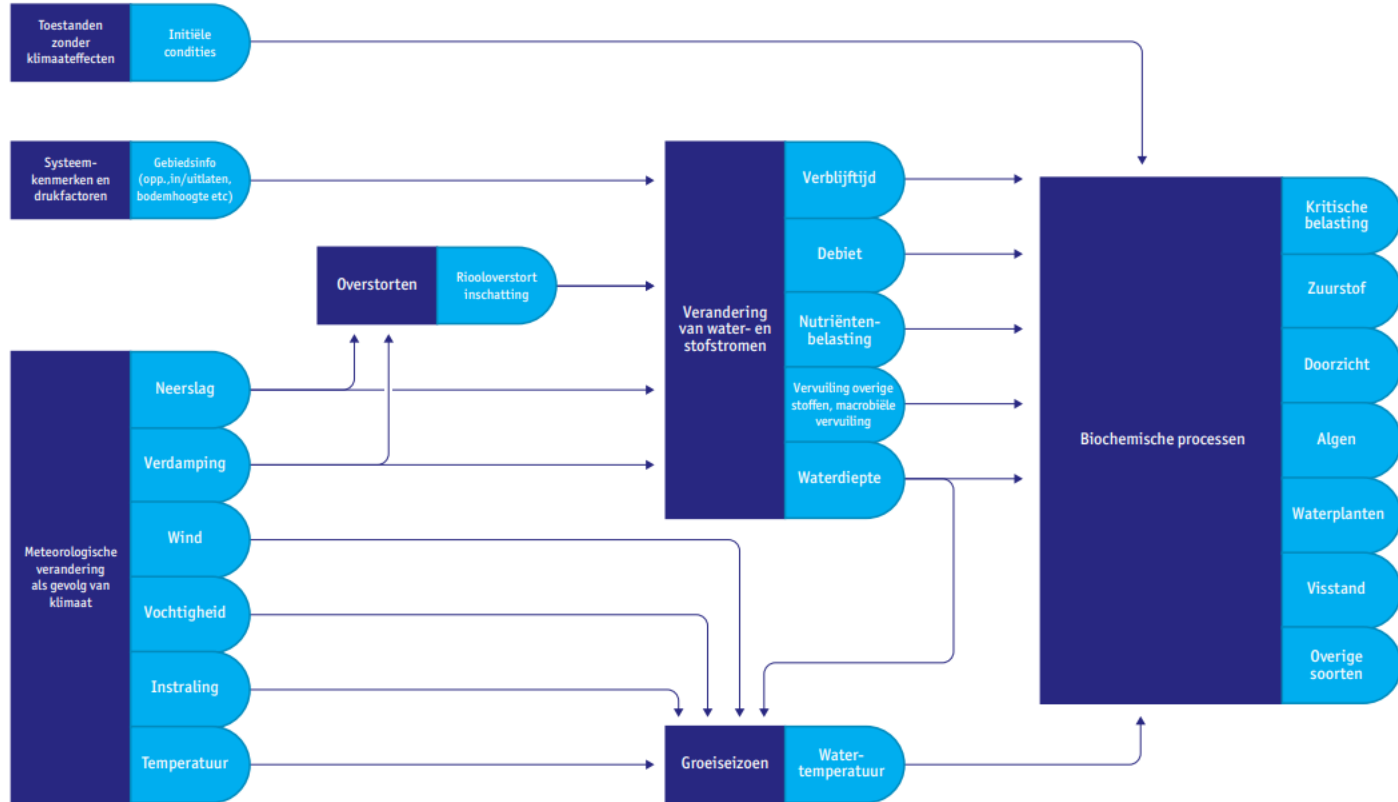 Toestanden
zonder
klimaateffecten
Initiële
condities
Systeem-
kenmerken en
drukfactoren
Gebiedsinfo
(opp.,in/uitlaten,
bodemhoogte etc)
Overstorten
Riooloverstort
inschatting
Meteorologische
verandering
als gevolg van
klimaat
Neerslag
Verdamping
Wind
Vochtigheid
Instraling
Temperatuur
Verandering
van water- en
stofstromen
Verblijftijd
Debiet
Nutriënten-
belasting
Vervuiling overige
stoffen, macrobiële
vervuiling
Waterdiepte
Groeiseizoen
Water-
temperatuur
Biochemische processen
Kritische
belasting
Zuurstof
Doorzicht
Algen
Waterplanten
Visstand
Overige
soorten